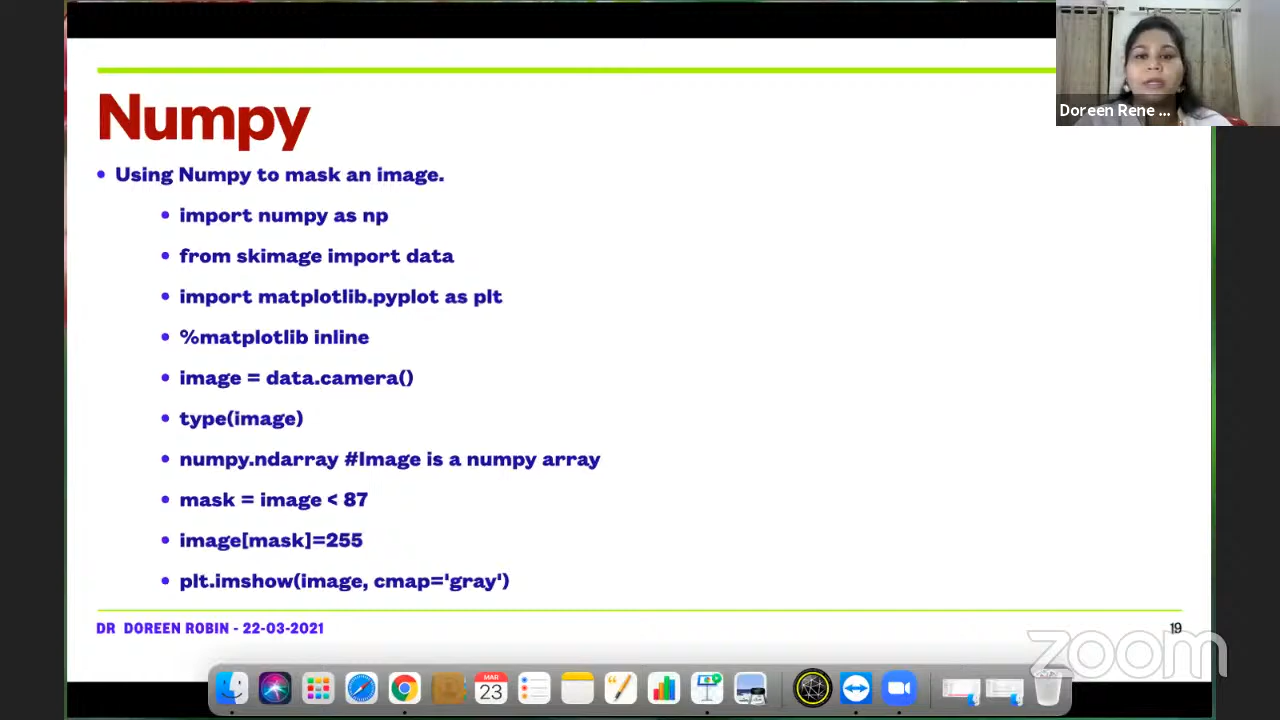 Numpy
Doreen Rene ...
• Using Numpy to mask an image.
• import numpy as np
• from skimage import data
• import matplotlib.pyplot as plt
• %matplotlib inline
• image = data.camera()
• type(image)
• numpy.ndarray #Image is a numpy array
• mask = image < 87
• image[mask]=255
• plt.imshow(image, cmap='gray')
DR DOREEN ROBIN - 22-03-2021
19
zoom
MAR
23